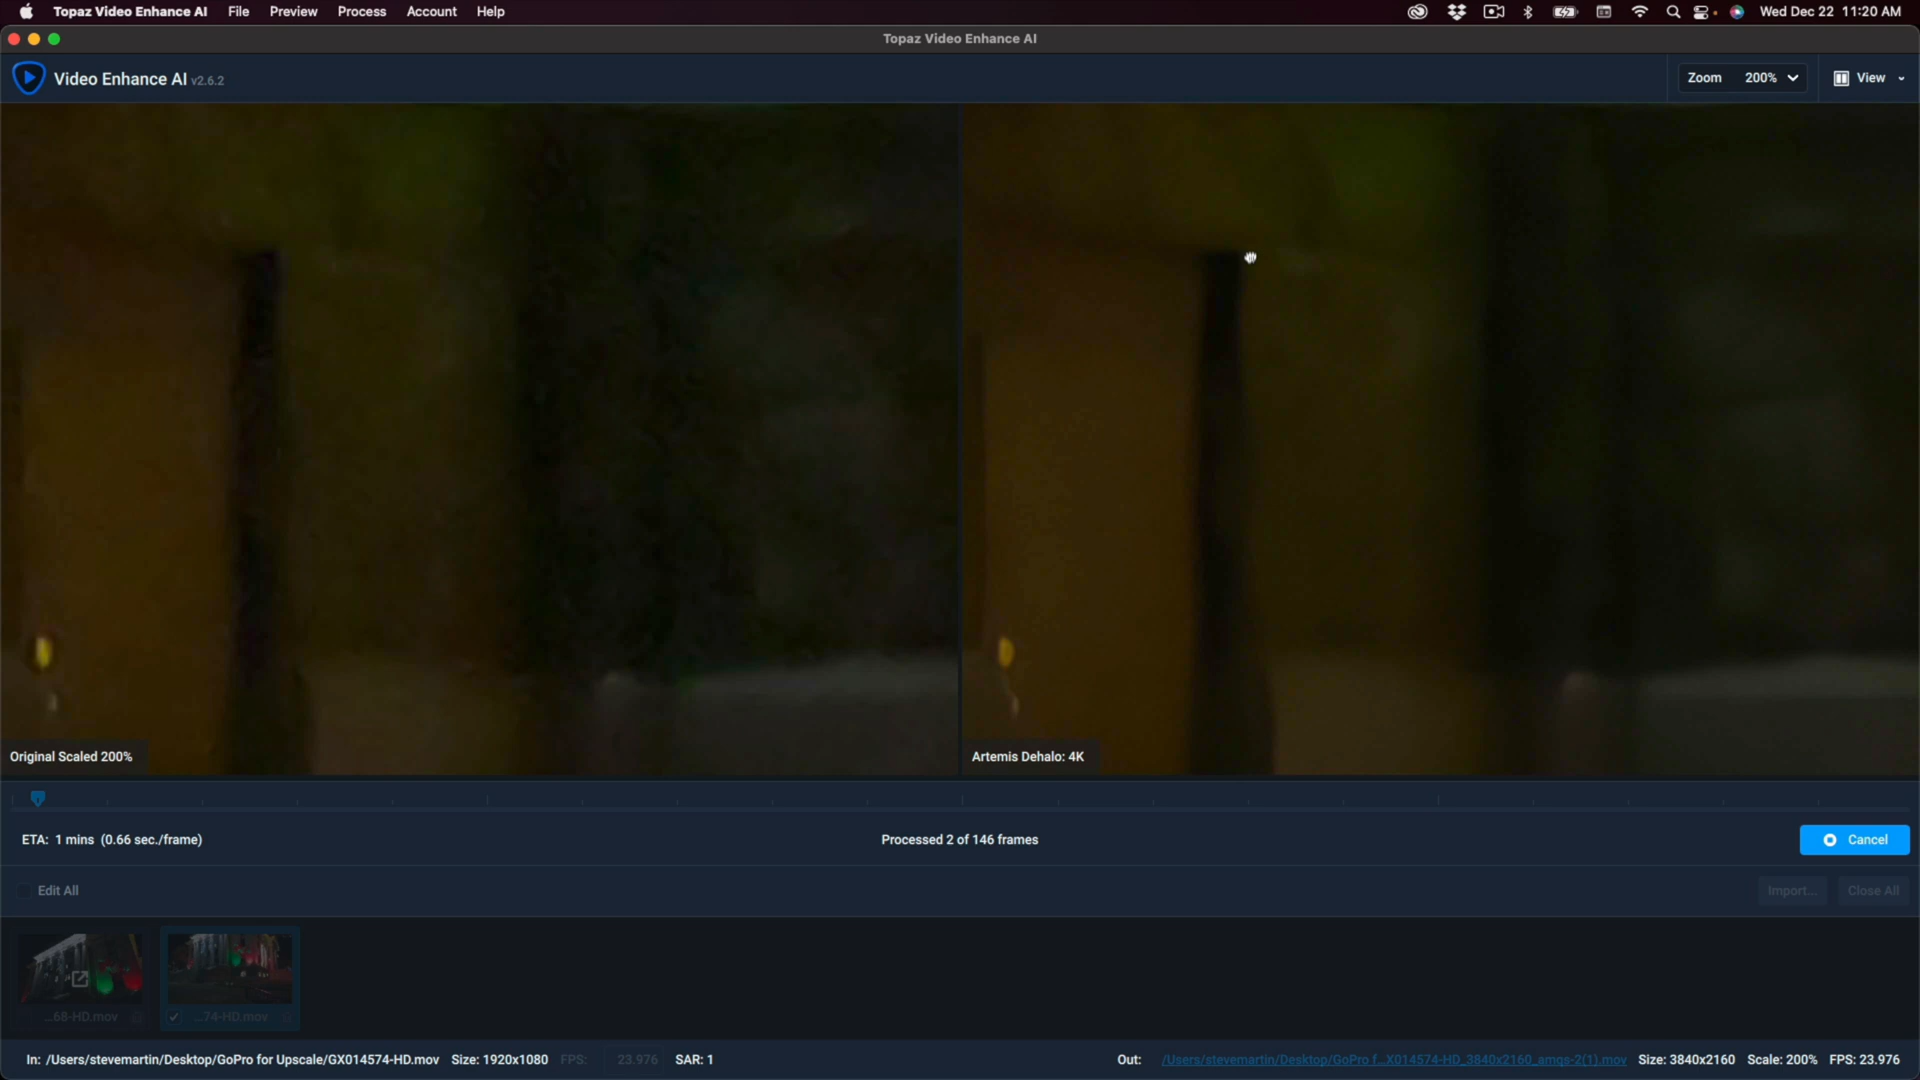 Topaz Video Enhance AI File Preview Process Account Help Wed Dec 22 11:20 AM
Topaz Video Enhance AI
Video Enhance AI v2.6.2 Zoom 200% View
Original Scaled 200% Artemis Dehalo: 4K
ETA: 1 mins (0.66 sec./frame) Processed 2 of 146 frames Cancel
Edit All Import... Close All
...68-HD.mov ...74-HD.mov
In: /Users/stevemartin/Desktop/GoPro for Upscale/GX014574-HD.mov Size: 1920x1080 FPS: 23.976 SAR: 1 Out: /Users/stevemartin/Desktop/GoPro f...X014574-HD_3840x2160_amqs-2(1).mov Size: 3840x2160 Scale: 200% FPS: 23.976